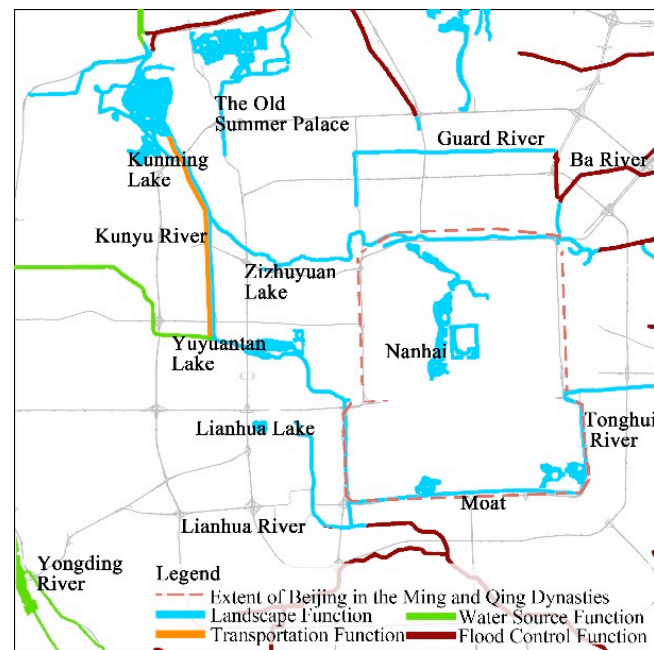 The Old
Summer Palace
Guard River
Ba River
Kunming
Lake
Kunyu River
Zizhuyuan
Lake
Nanhai
Yuyuantan
Lake
Lianhua Lake
Tonghui
River
Moat
Lianhua River
Yongding
River
Legend
Extent of Beijing in the Ming and Qing Dynasties
Landscape Function
Water Source Function
Transportation Function
Flood Control Function